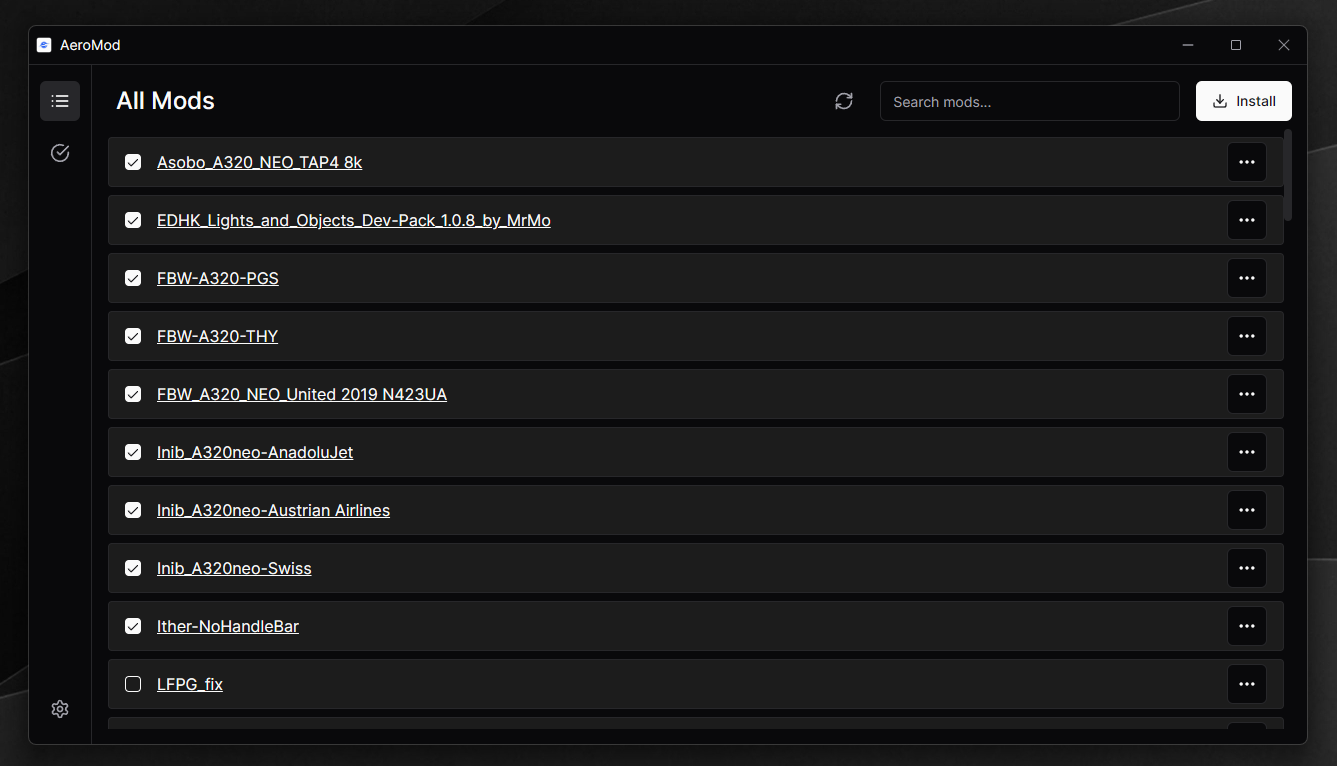 AeroMod
All Mods
Search mods...
Install
Asobo_A320_NEO_TAP4 8k
EDHK_Lights_and_Objects_Dev-Pack_1.0.8_by_MrMo
FBW-A320-PGS
FBW-A320-THY
FBW_A320_NEO_United 2019 N423UA
Inib_A320neo-AnadoluJet
Inib_A320neo-Austrian Airlines
Inib_A320neo-Swiss
Ither-NoHandleBar
LFPG_fix